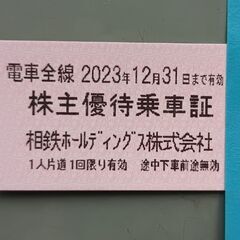 電車全線 2023年12月31日まで有効
株主優待乗車証
相鉄ホールディングス株式会社
1人片道1回限り有効 途中下車前途無効